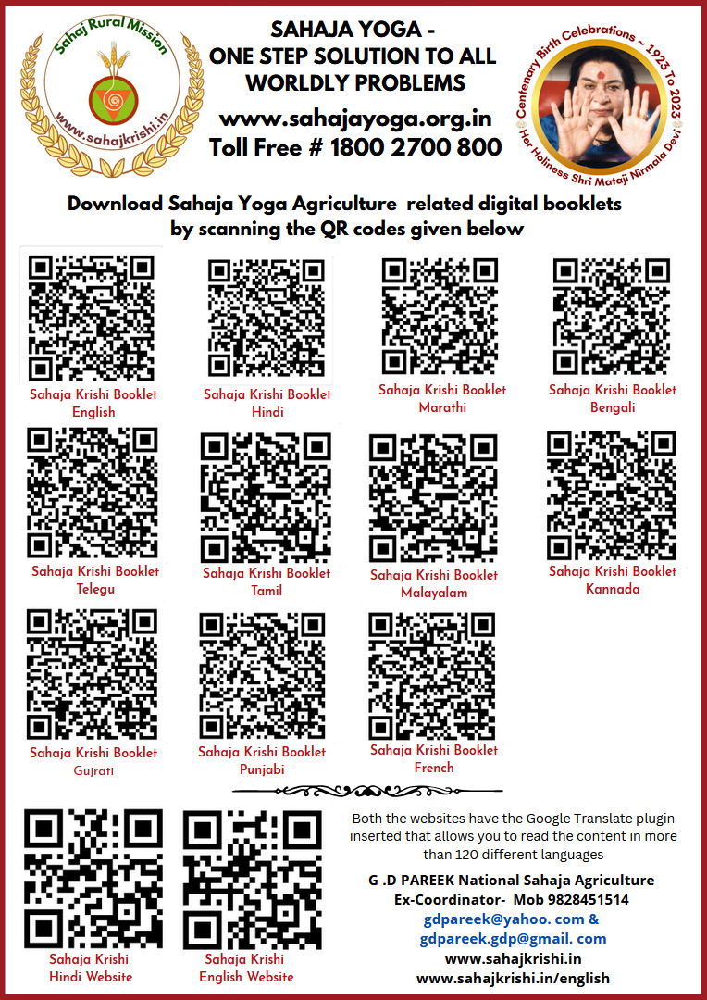 Sahaj Rural Mission
www.sahajkrishi.in
SAHAJA YOGA -
ONE STEP SOLUTION TO ALL
WORLDLY PROBLEMS
www.sahajayoga.org.in
Toll Free # 1800 2700 800
Centenary Birth Celebrations ~ 1923 To 2023
Her Holiness Shri Mataji Nirmala Devi
Download Sahaja Yoga Agriculture related digital booklets
by scanning the QR codes given below
Sahaja Krishi Booklet
English
Sahaja Krishi Booklet
Hindi
Sahaja Krishi Booklet
Marathi
Sahaja Krishi Booklet
Bengali
Sahaja Krishi Booklet
Telegu
Sahaja Krishi Booklet
Tamil
Sahaja Krishi Booklet
Malayalam
Sahaja Krishi Booklet
Kannada
Sahaja Krishi Booklet
Gujrati
Sahaja Krishi Booklet
Punjabi
Sahaja Krishi Booklet
French
Sahaja Krishi
Hindi Website
Sahaja Krishi
English Website
Both the websites have the Google Translate plugin
inserted that allows you to read the content in more
than 120 different languages
G .D PAREEK National Sahaja Agriculture
Ex-Coordinator- Mob 9828451514
gdpareek@yahoo. com &
gdpareek.gdp@gmail. com
www.sahajkrishi.in
www.sahajkrishi.in/english